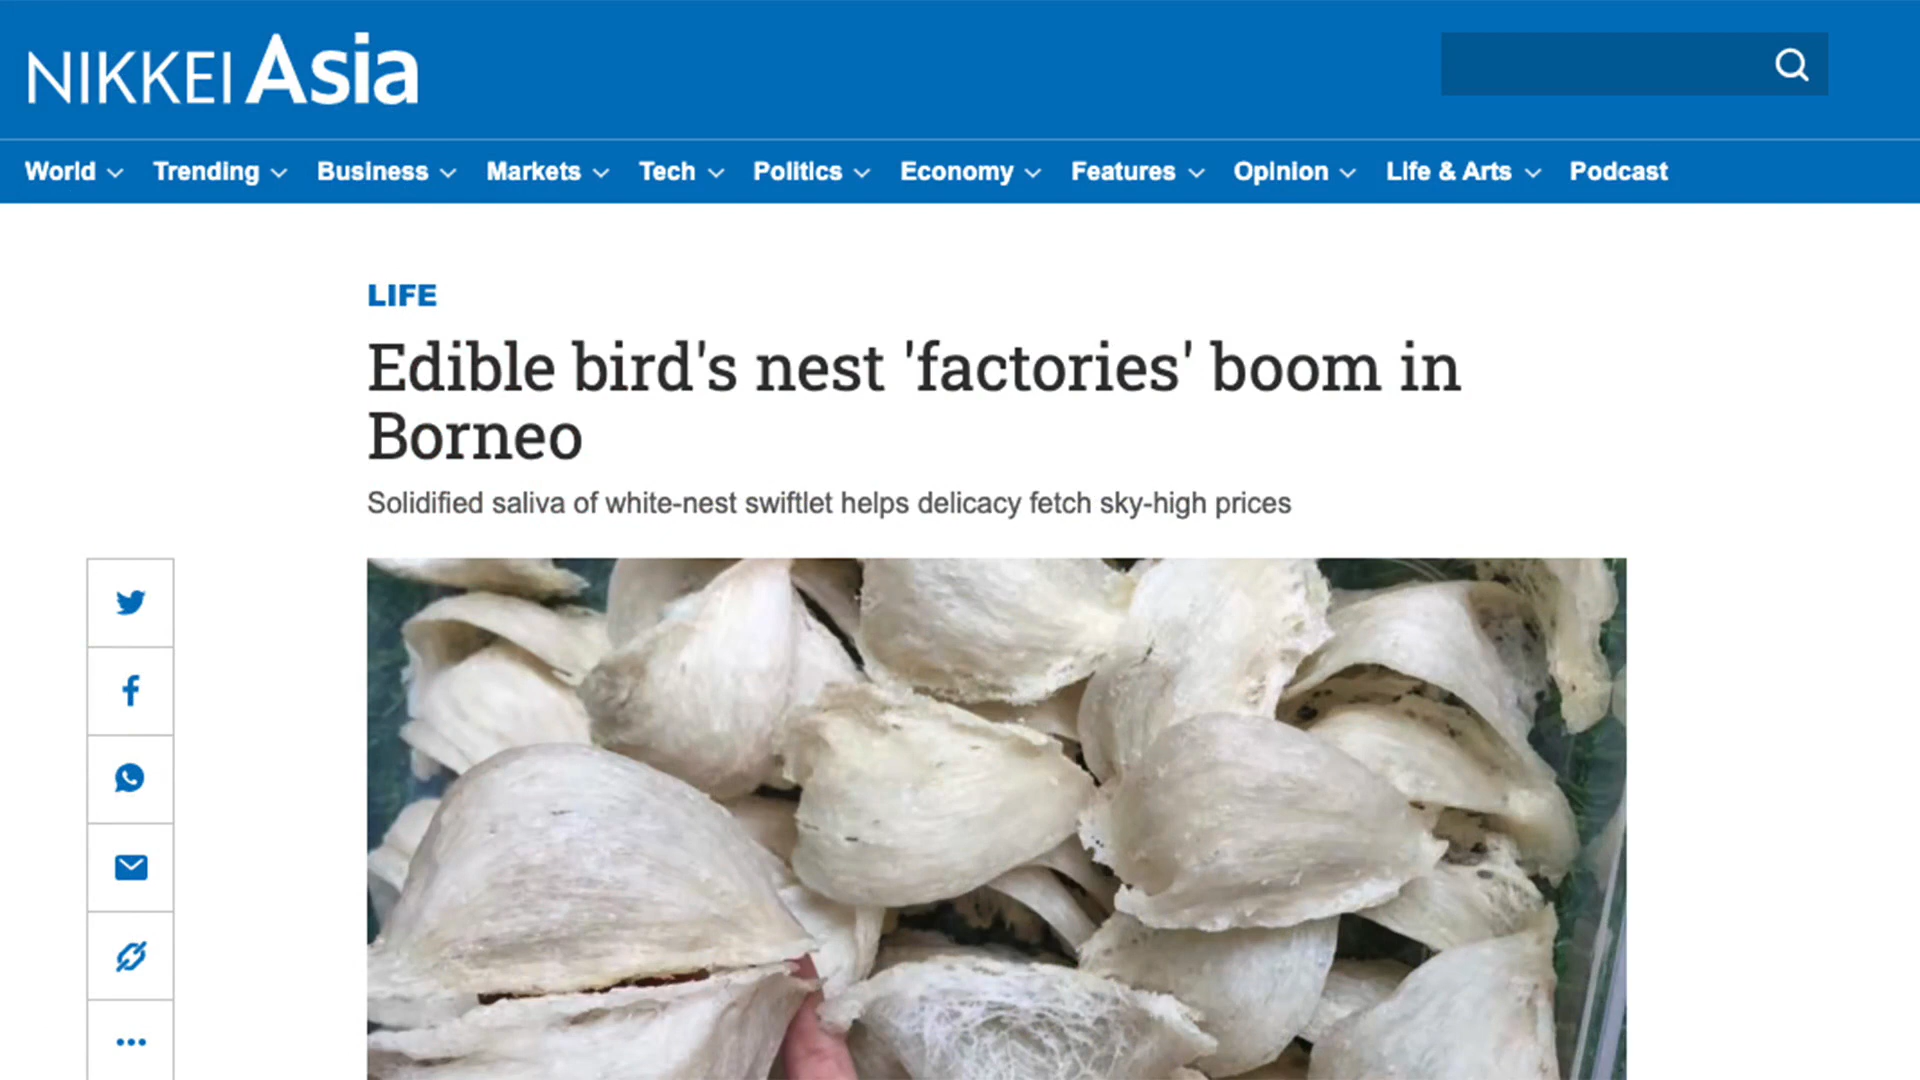 NIKKEI Asia
World Trending Business Markets Tech Politics Economy Features Opinion Life & Arts Podcast
LIFE
Edible bird's nest 'factories' boom in
Borneo
Solidified saliva of white-nest swiftlet helps delicacy fetch sky-high prices